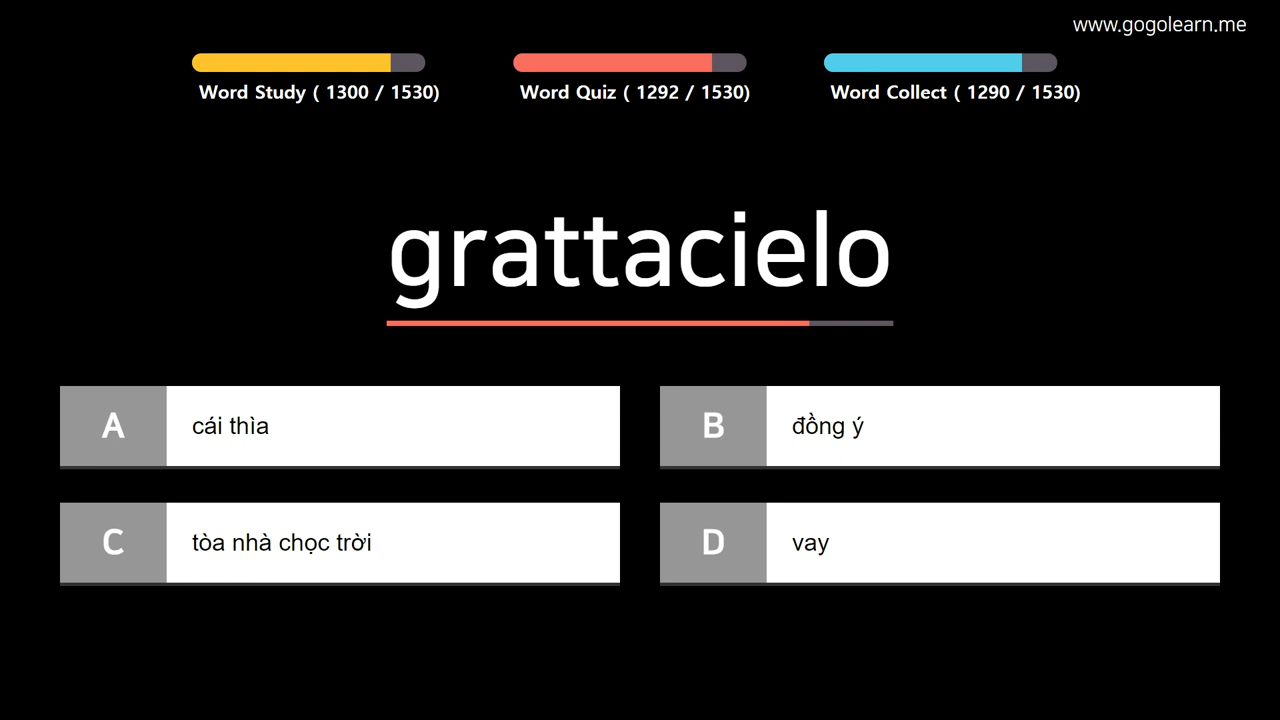 www.gogolearn.me
Word Study ( 1300 / 1530)
Word Quiz ( 1292 / 1530)
Word Collect ( 1290 / 1530)
grattacielo
A cái thìa
B đồng ý
C tòa nhà chọc trời
D vay